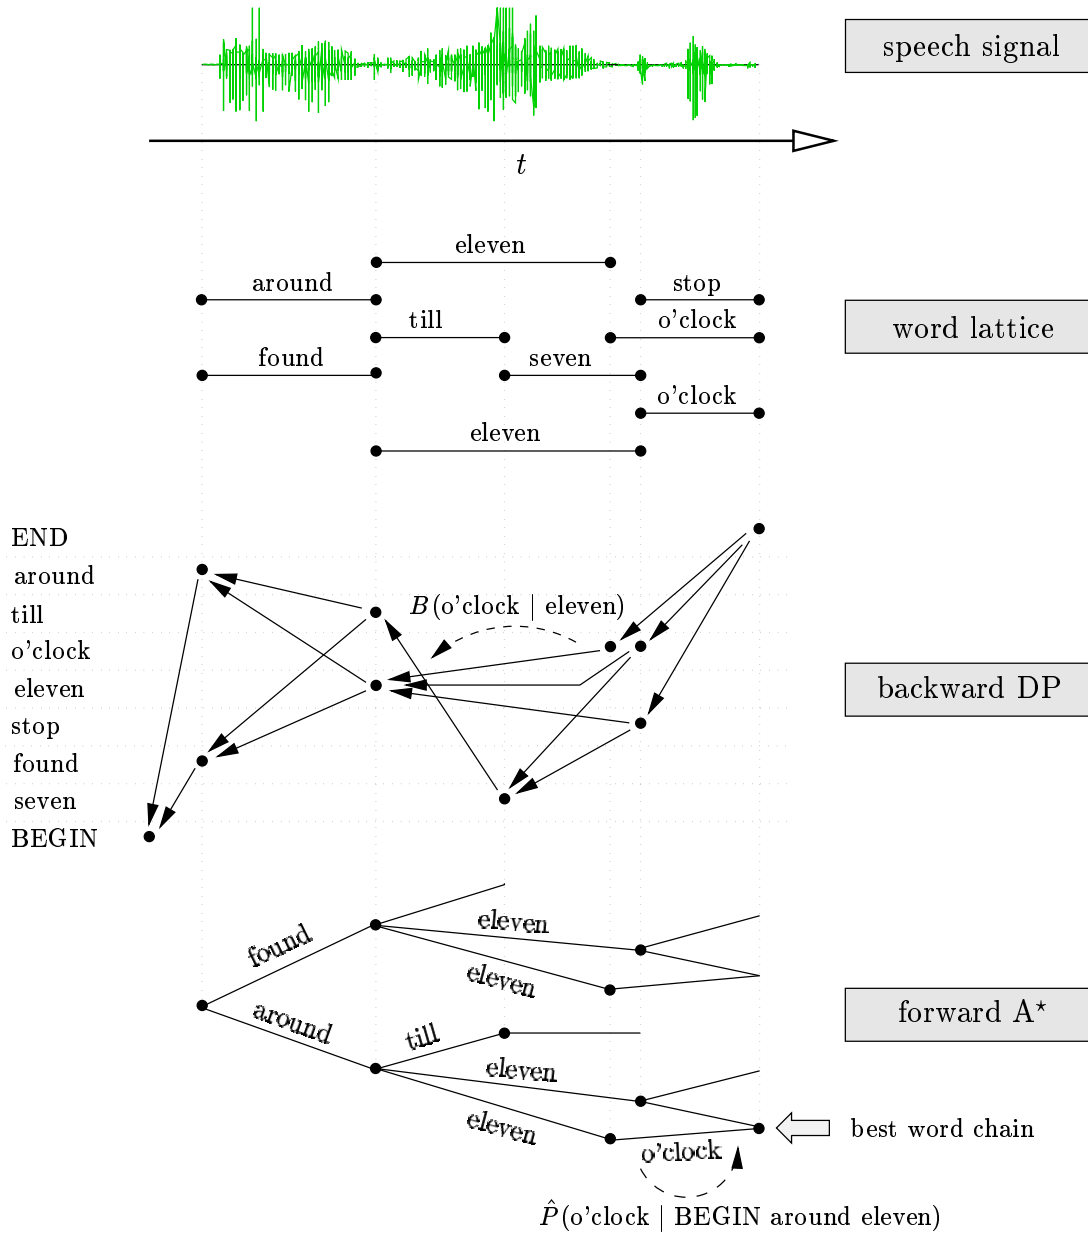 speech signal
t
eleven
around
stop
till
o'clock
word lattice
found
seven
o'clock
eleven
END
around
till
B(o'clock | eleven)
o'clock
eleven
backward DP
stop
found
seven
BEGIN
found
eleven
eleven
around
till
forward A*
eleven
eleven
best word chain
o'clock
P̂(o'clock | BEGIN around eleven)